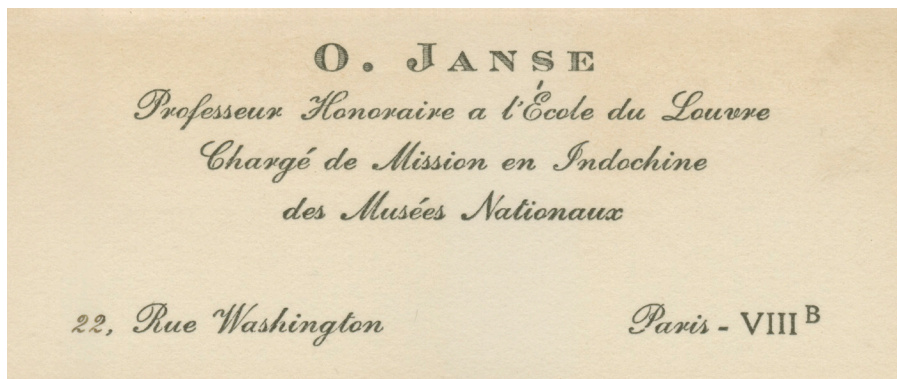 O. JANSE
Professeur Honoraire a l'École du Louvre
Chargé de Mission en Indochine
des Musées Nationaux
22, Rue Washington Paris - VIII B